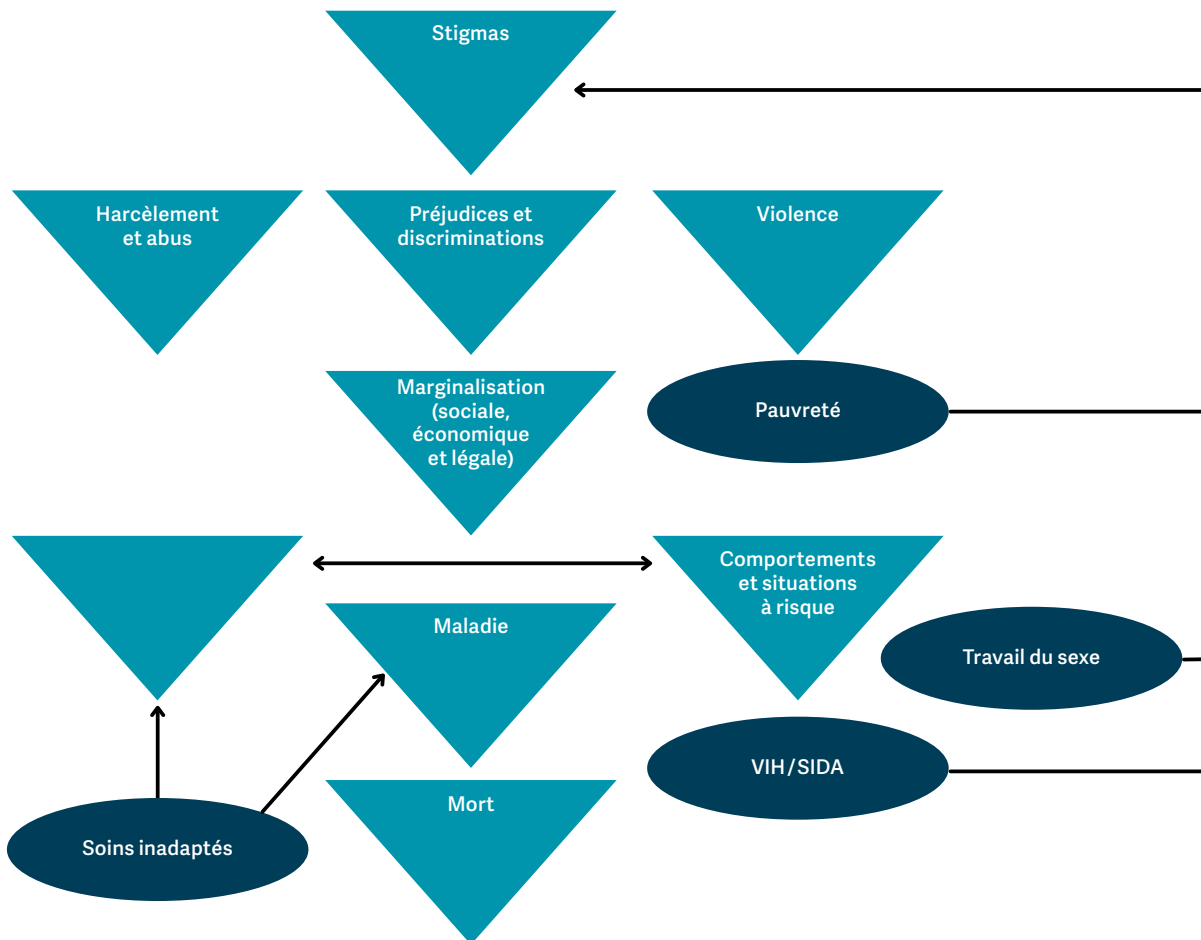 Stigmas
Harcèlement
et abus
Préjudices et
discriminations
Violence
Marginalisation
(sociale,
économique
et légale)
Pauvreté
Comportements
et situations
à risque
Maladie
Travail du sexe
VIH / SIDA
Mort
Soins inadaptés